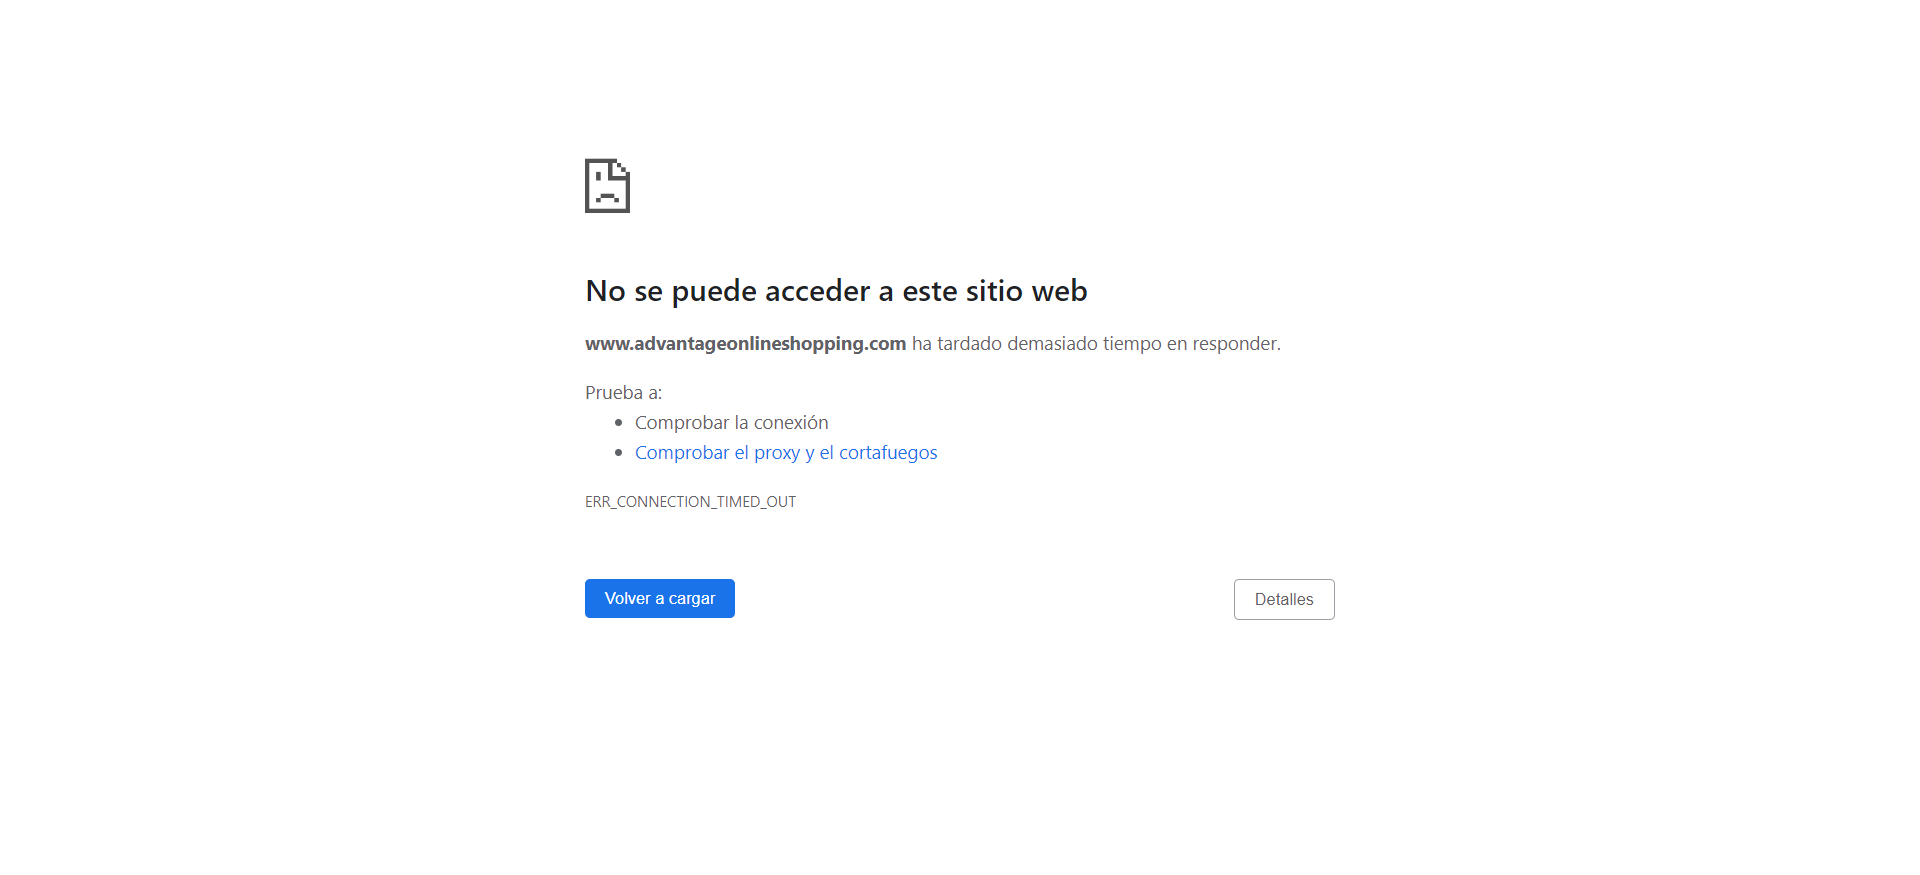 No se puede acceder a este sitio web
www.advantageonlineshopping.com ha tardado demasiado tiempo en responder.
Prueba a:
Comprobar la conexión
Comprobar el proxy y el cortafuegos
ERR_CONNECTION_TIMED_OUT
Volver a cargar
Detalles